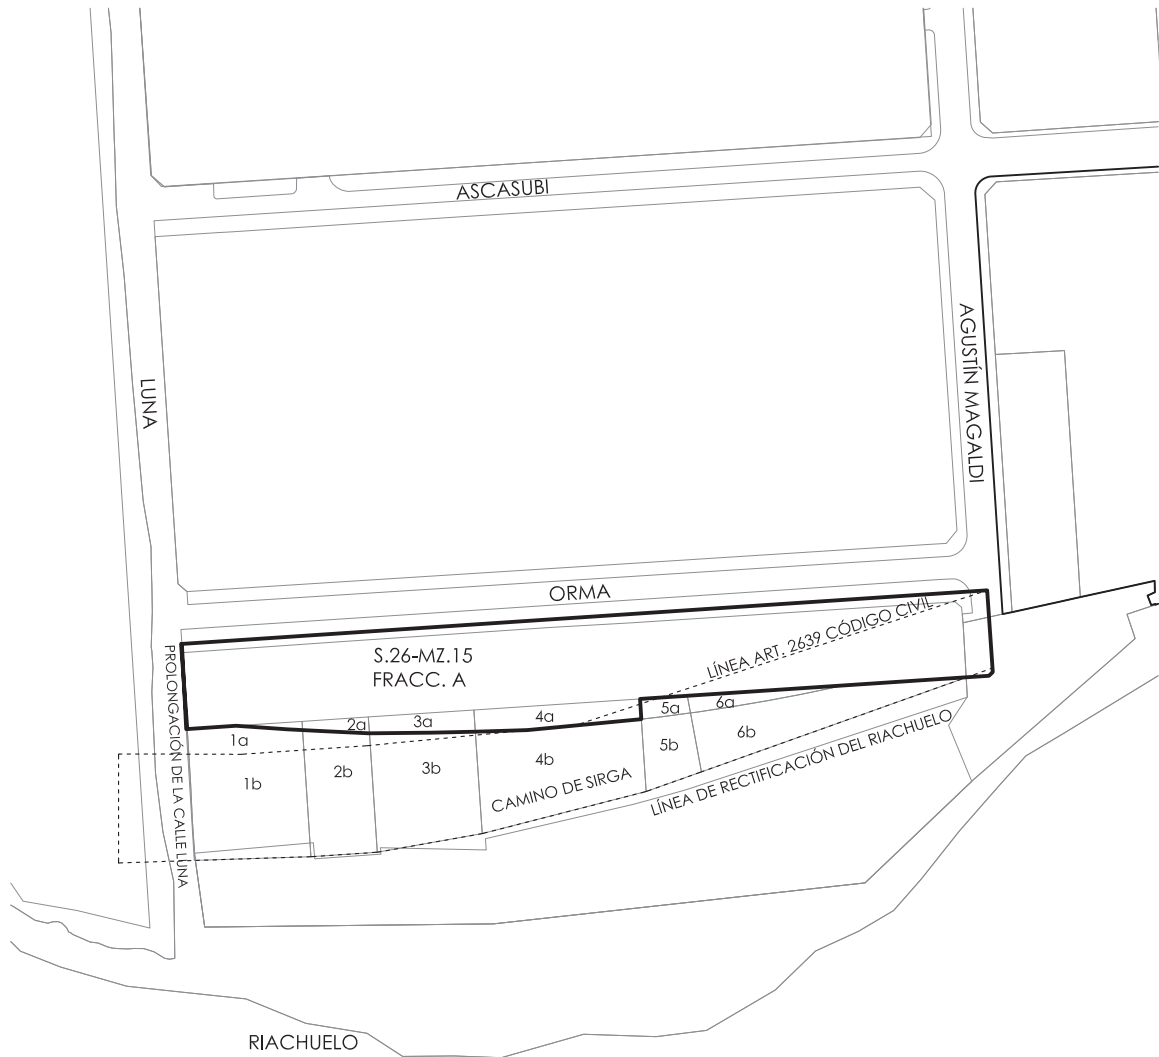 ASCASUBI
LUNA
AGUSTÍN MAGALDI
ORMA
LÍNEA ART. 2639 CÓDIGO CIVIL
PROLONGACIÓN DE LA CALLE LUNA
S.26-MZ.15
FRACC. A
1a
2a
3a
4a
5a
6a
1b
2b
3b
4b
5b
6b
CAMINO DE SIRGA
LÍNEA DE RECTIFICACIÓN DEL RIACHUELO
RIACHUELO